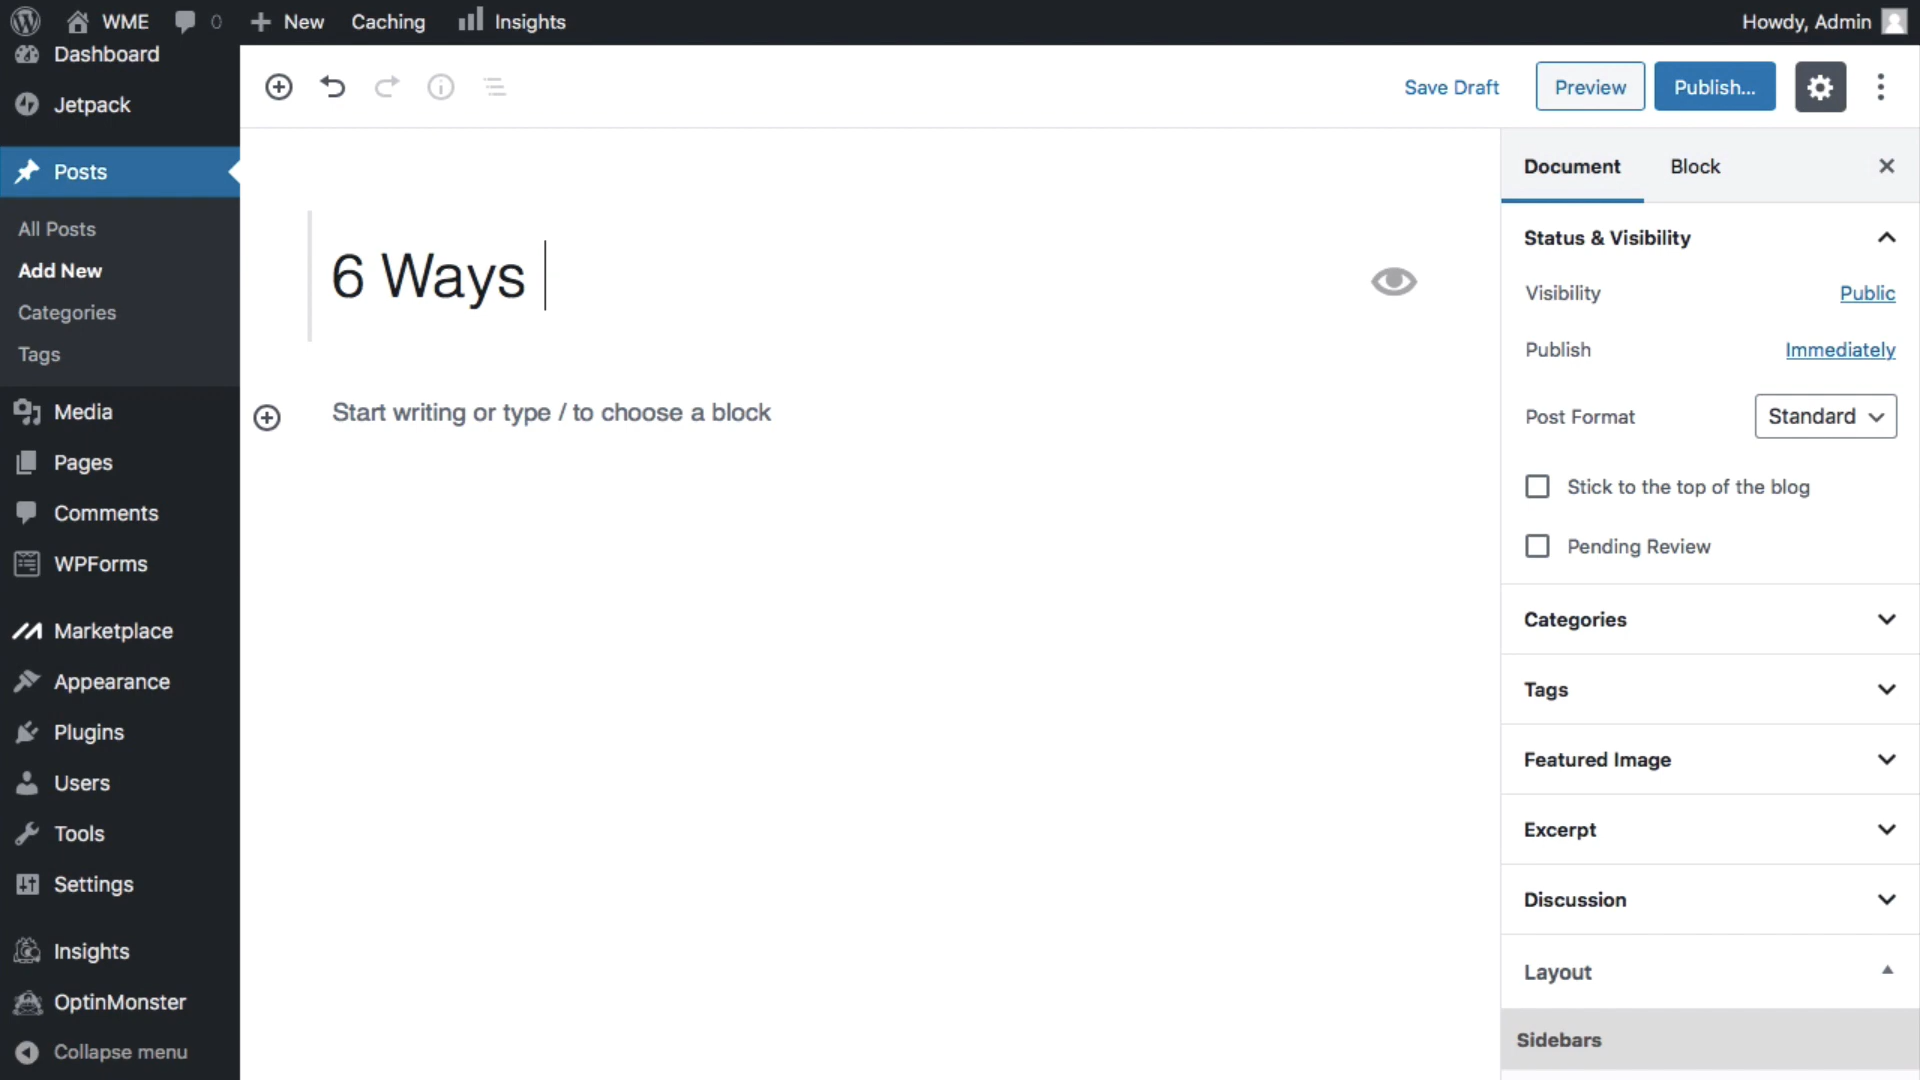 WME
0
New
Caching
Insights
Howdy, Admin
Dashboard
Jetpack
Posts
All Posts
Add New
Categories
Tags
Media
Pages
Comments
WPForms
Marketplace
Appearance
Plugins
Users
Tools
Settings
Insights
OptinMonster
Collapse menu
Save Draft
Preview
Publish...
6 Ways
Start writing or type / to choose a block
Document
Block
Status & Visibility
Visibility
Public
Publish
Immediately
Post Format
Standard
Stick to the top of the blog
Pending Review
Categories
Tags
Featured Image
Excerpt
Discussion
Layout
Sidebars